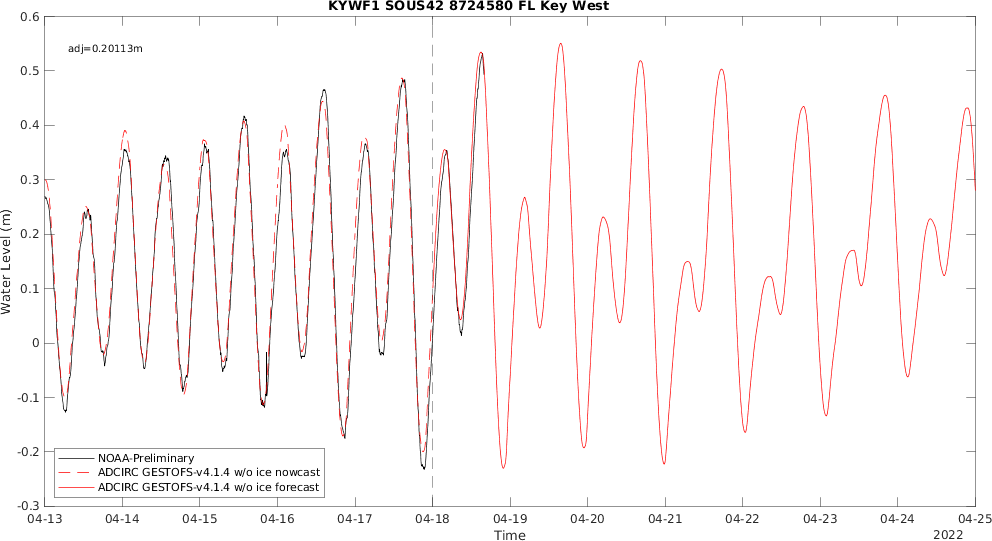 KYWF1 SOUS42 8724580 FL Key West
adj=0.20113m
0.6
0.5
0.4
0.3
0.2
0.1
0
-0.1
-0.2
-0.3
Water Level (m)
NOAA-Preliminary
ADCIRC GESTOFS-v4.1.4 w/o ice nowcast
ADCIRC GESTOFS-v4.1.4 w/o ice forecast
04-13 04-14 04-15 04-16 04-17 04-18 04-19 04-20 04-21 04-22 04-23 04-24 04-25
Time
2022